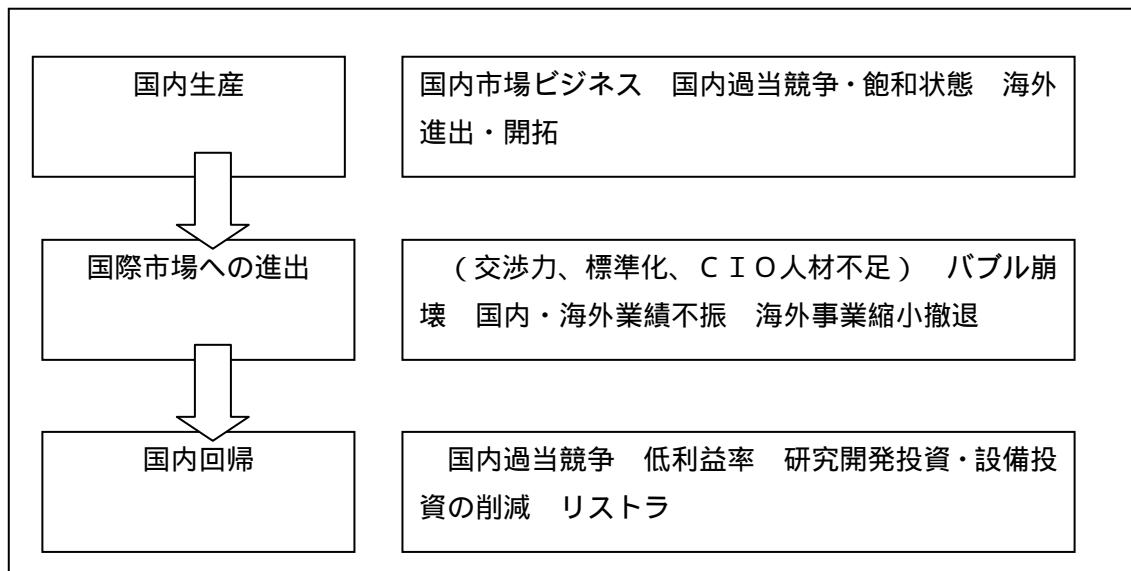 国内生産
国内市場ビジネス　国内過当競争・飽和状態　海外
進出・開拓
国際市場への進出
（交渉力、標準化、ＣＩＯ人材不足）　バブル崩
壊　国内・海外業績不振　海外事業縮小撤退
国内回帰
国内過当競争　低利益率　研究開発投資・設備投
資の削減　リストラ